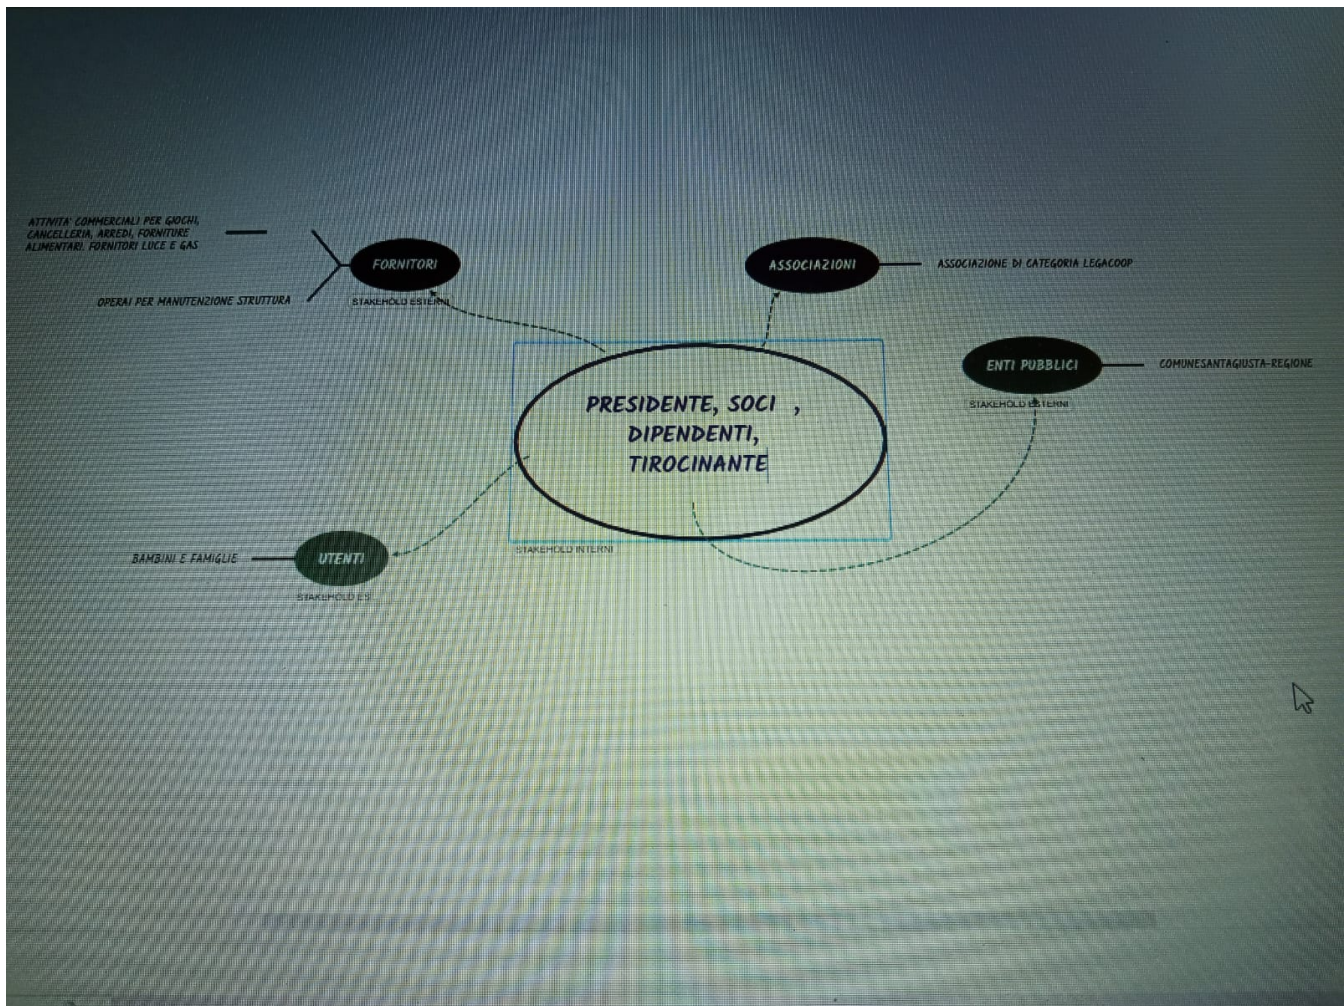 ATTIVITA' COMMERCIALI PER GIOCHI,
CANCELLERIA, ARREDI, FORNITURE
ALIMENTARI. FORNITORI LUCE E GAS
OPERAI PER MANUTENZIONE STRUTTURA
FORNITORI
STAKEHOLD ESTERNI
ASSOCIAZIONI
ASSOCIAZIONE DI CATEGORIA LEGACOOP
ENTI PUBBLICI
COMUNESANTAGIUSTA-REGIONE
STAKEHOLD ESTERNI
PRESIDENTE, SOCI ,
DIPENDENTI,
TIROCINANTE
STAKEHOLD INTERNI
BAMBINI E FAMIGLIE
UTENTI
STAKEHOLD ES